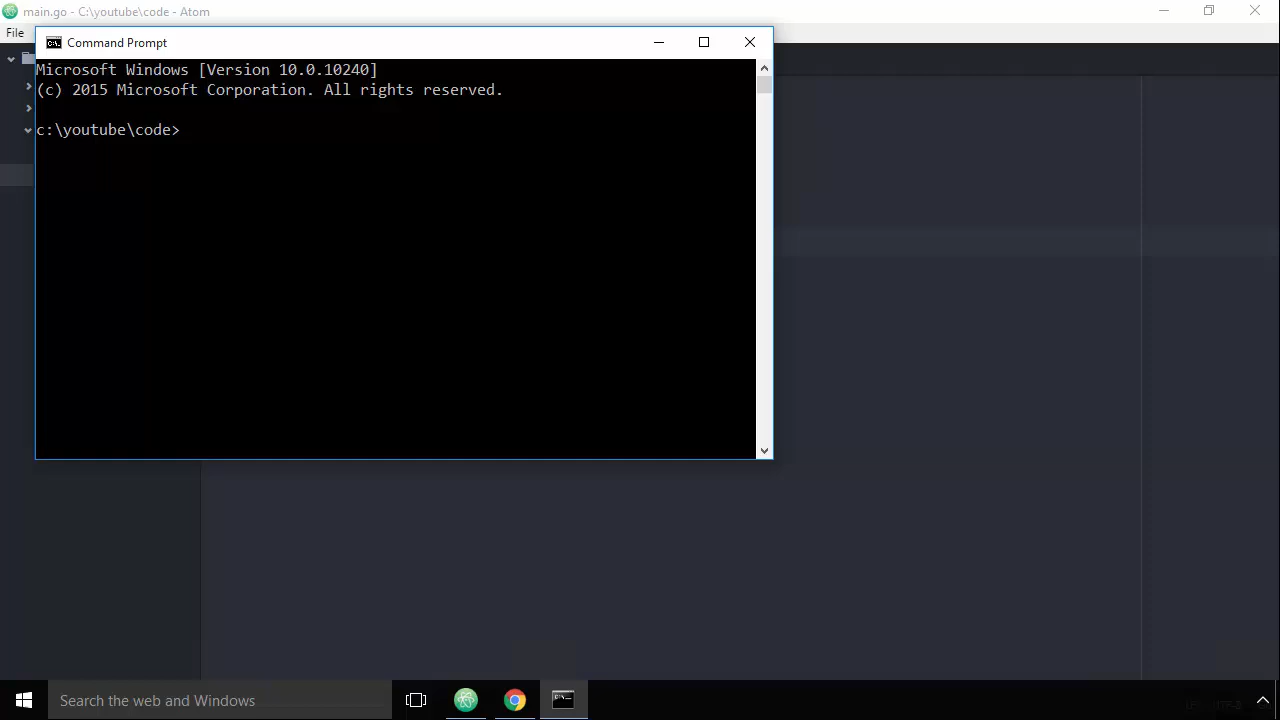 main.go - C:\youtube\code - Atom
File
Command Prompt
Microsoft Windows [Version 10.0.10240]
(c) 2015 Microsoft Corporation. All rights reserved.
c:\youtube\code>
Search the web and Windows